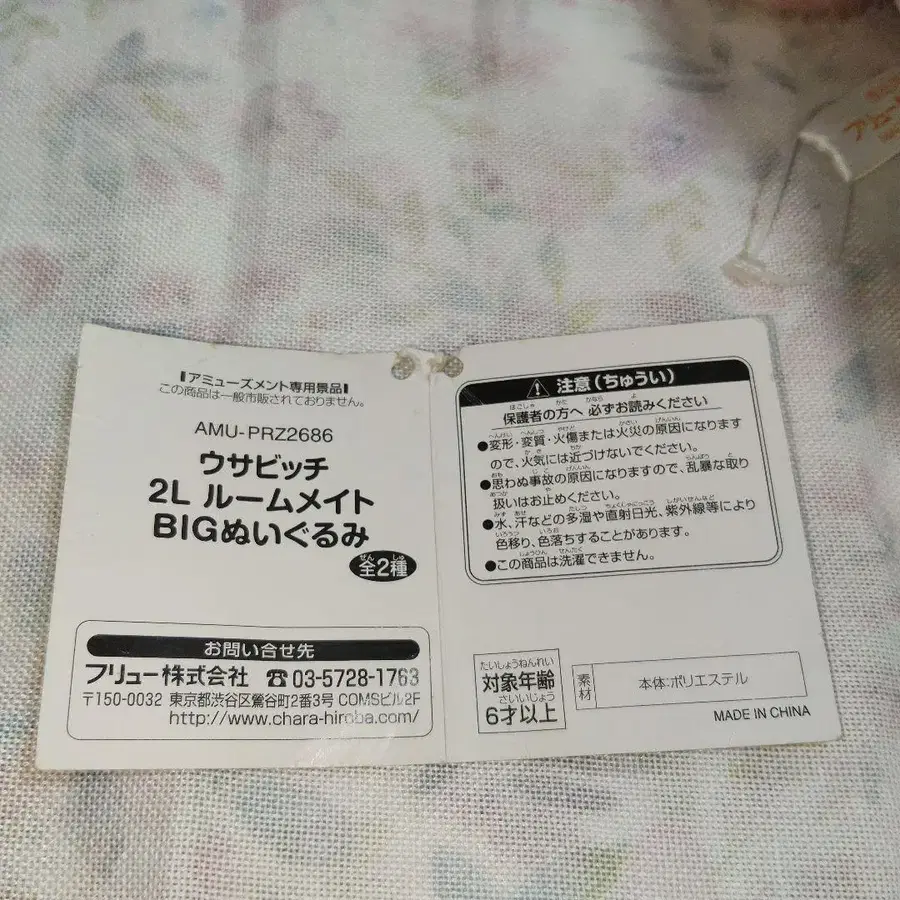 アミューズメント専用景品
この商品は一般市販されておりません。
AMU-PRZ2686
ウサビッチ
2L ルームメイト
BIGぬいぐるみ
全2種
ぜん しゅ
お問い合せ先
フリュー株式会社 ☎03-5728-1763
〒150-0032 東京都渋谷区鶯谷町2番3号 COMSビル2F
http://www.chara-hiroba.com/
注意(ちゅうい)
保護者の方へ 必ずお読みください
●変形・変質・火傷または火災の原因になります
ので、火気には近づけないでください。
●思わぬ事故の原因になりますので、乱暴な取り
扱いはお止めください。
●水、汗などの多湿や直射日光、紫外線等により
色移り、色落ちすることがあります。
●この商品は洗濯できません。
たいしょうねんれい
対象年齢
さいいじょう
6才以上
素材
本体:ポリエステル
MADE IN CHINA